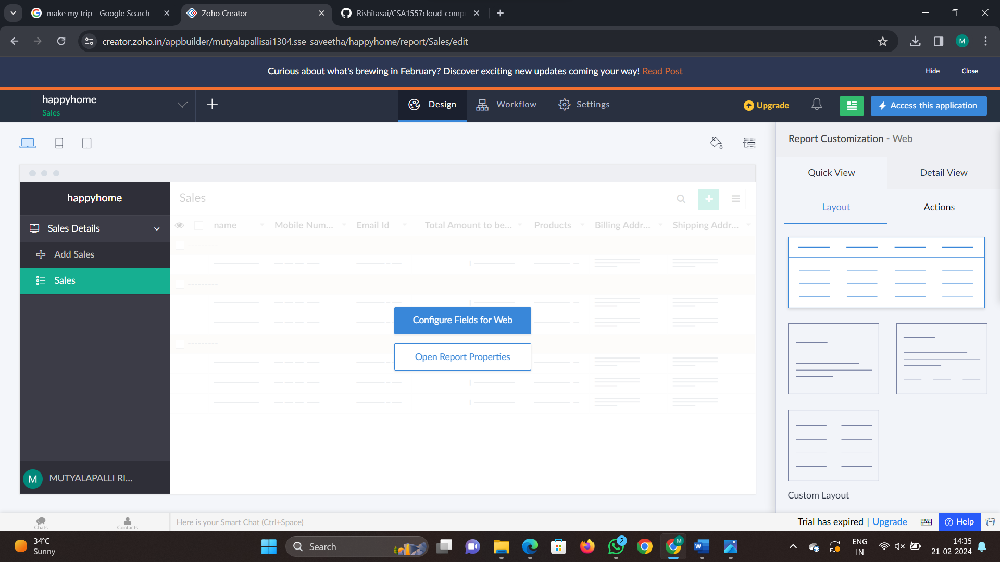 make my trip - Google Search
Zoho Creator
Rishitasai/CSA1557cloud-comp
creator.zoho.in/appbuilder/mutyalapallisai1304.sse_saveetha/happyhome/report/Sales/edit
M
Curious about what's brewing in February? Discover exciting new updates coming your way! Read Post
Hide
Close
happyhome
Sales
Design
Workflow
Settings
Upgrade
Access this application
Report Customization - Web
Quick View
Detail View
Layout
Actions
happyhome
Sales
Sales Details
Add Sales
Sales
name
Mobile Num...
Email Id
Total Amount to be...
Products
Billing Addr...
Shipping Addr...
Configure Fields for Web
Open Report Properties
M
MUTYALAPALLI RI...
Custom Layout
Chats
Contacts
Here is your Smart Chat (Ctrl+Space)
Trial has expired | Upgrade
Help
34°C
Sunny
Search
2
M
W
ENG
IN
14:35
21-02-2024